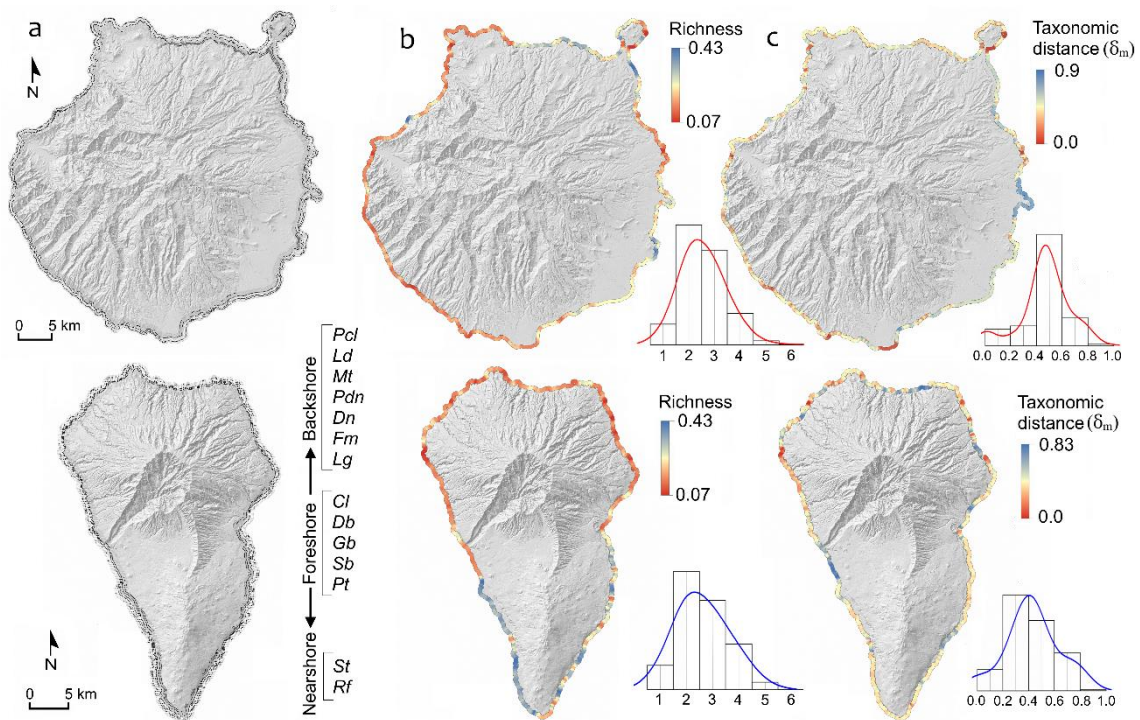 a
N
0 5 km
b
Richness
0.43
0.07
1 2 3 4 5 6
c
Taxonomic
distance (δm)
0.9
0.0
0.0 0.2 0.4 0.6 0.8 1.0
N
0 5 km
Backshore
Pcl
Ld
Mt
Pdn
Dn
Fm
Lg
Foreshore
Cl
Db
Gb
Sb
Pt
Nearshore
St
Rf
Richness
0.43
0.07
1 2 3 4 5 6
Taxonomic
distance (δm)
0.83
0.0
0.0 0.2 0.4 0.6 0.8 1.0